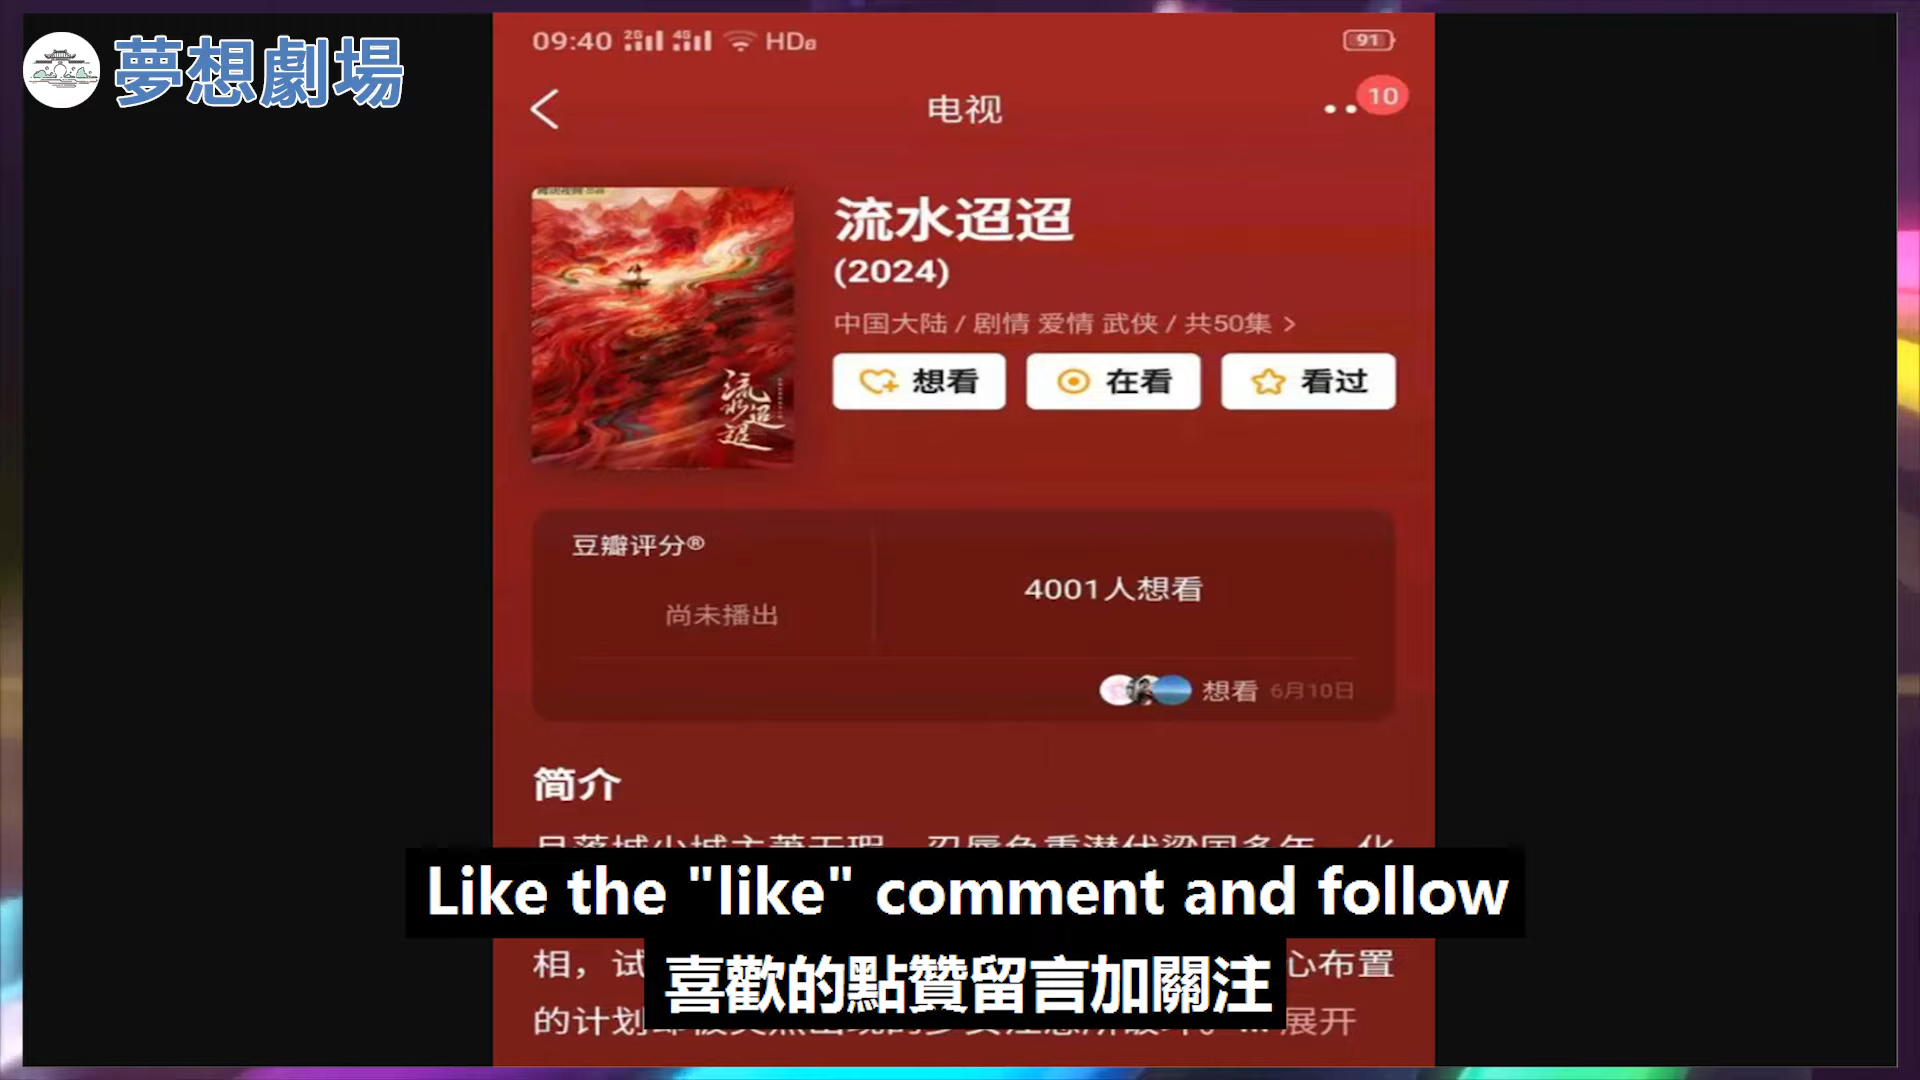 夢想劇場
09:40 2G 4G HD
91
电视
10
流水迢迢
(2024)
中国大陆 / 剧情 爱情 武侠 / 共50集 >
想看
在看
看过
流水迢迢
豆瓣评分®
尚未播出
4001人想看
想看 6月10日
简介
Like the "like" comment and follow
相，试
心布置
喜歡的點贊留言加關注
的计划
展开